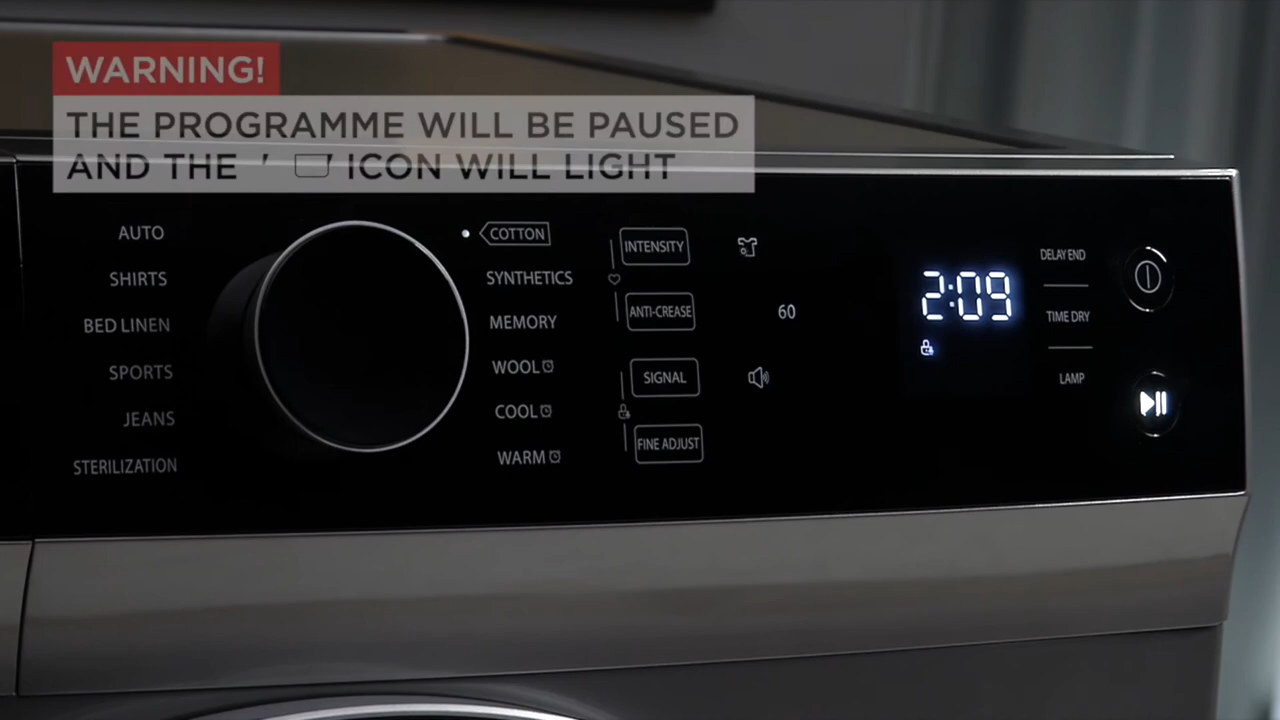 WARNING!
THE PROGRAMME WILL BE PAUSED
AND THE ' ' ICON WILL LIGHT
AUTO
SHIRTS
BED LINEN
SPORTS
JEANS
STERILIZATION
COTTON
SYNTHETICS
MEMORY
WOOL
COOL
WARM
INTENSITY
ANTI-CREASE
60
SIGNAL
FINE ADJUST
2:09
DELAY END
TIME DRY
LAMP